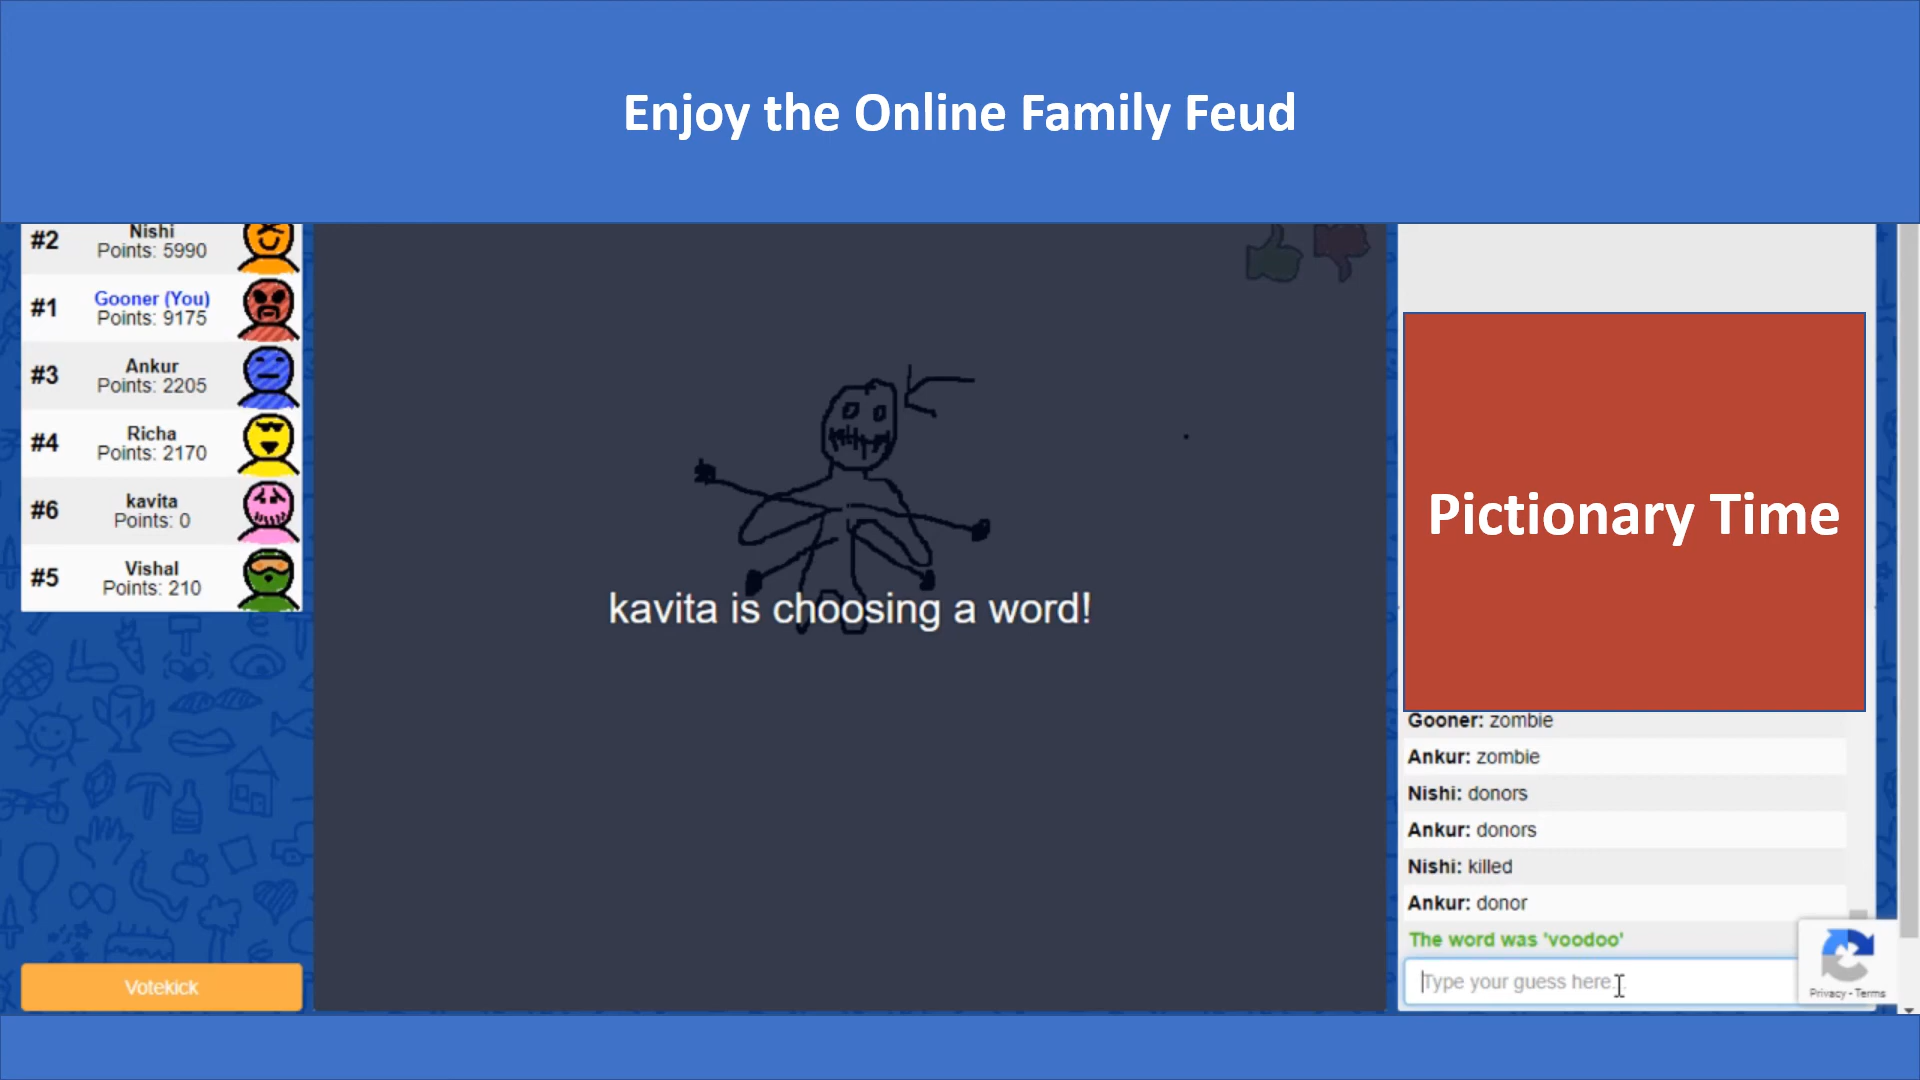 Enjoy the Online Family Feud
#2
Nishi
Points: 5990
#1
Gooner (You)
Points: 9175
#3
Ankur
Points: 2205
#4
Richa
Points: 2170
#6
kavita
Points: 0
#5
Vishal
Points: 210
Votekick
kavita is choosing a word!
Pictionary Time
Gooner: zombie
Ankur: zombie
Nishi: donors
Ankur: donors
Nishi: killed
Ankur: donor
The word was 'voodoo'
Type your guess here...
Privacy - Terms